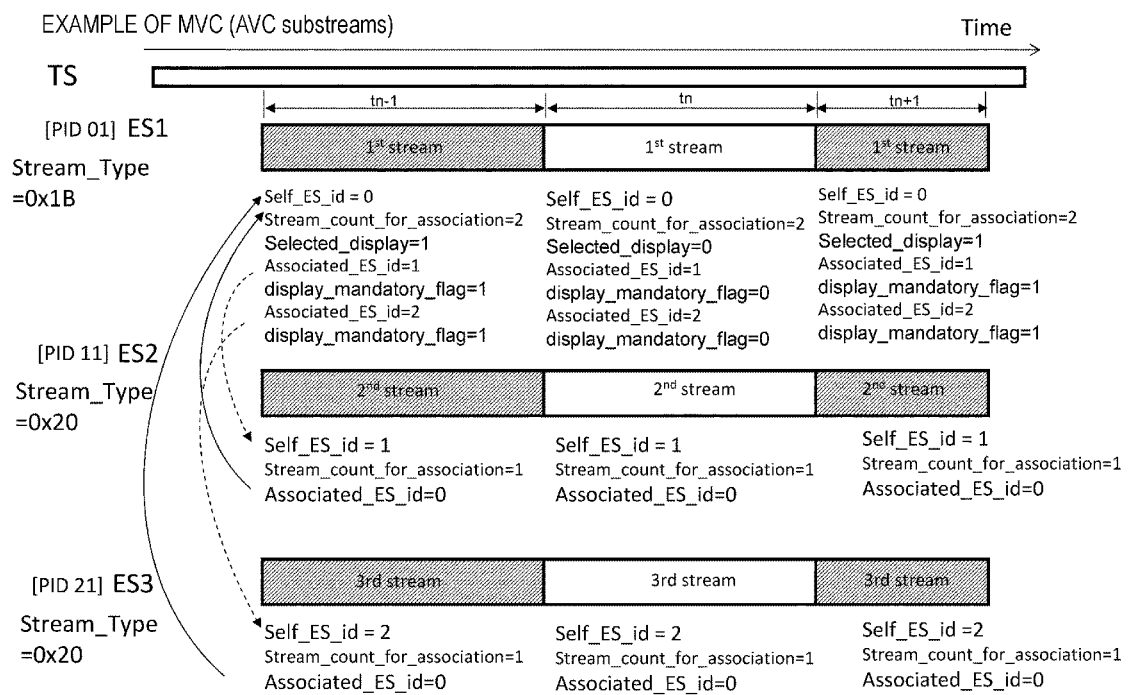 EXAMPLE OF MVC (AVC substreams)
Time
TS
tn-1 tn tn+1
[PID 01] ES1
Stream_Type
=0x1B
1st stream 1st stream 1st stream
Self_ES_id = 0 Self_ES_id = 0 Self_ES_id = 0
Stream_count_for_association=2 Stream_count_for_association=2 Stream_count_for_association=2
Selected_display=1 Selected_display=0 Selected_display=1
Associated_ES_id=1 Associated_ES_id=1 Associated_ES_id=1
display_mandatory_flag=1 display_mandatory_flag=0 display_mandatory_flag=1
Associated_ES_id=2 Associated_ES_id=2 Associated_ES_id=2
display_mandatory_flag=1 display_mandatory_flag=0 display_mandatory_flag=1
[PID 11] ES2
Stream_Type
=0x20
2nd stream 2nd stream 2nd stream
Self_ES_id = 1 Self_ES_id = 1 Self_ES_id = 1
Stream_count_for_association=1 Stream_count_for_association=1 Stream_count_for_association=1
Associated_ES_id=0 Associated_ES_id=0 Associated_ES_id=0
[PID 21] ES3
Stream_Type
=0x20
3rd stream 3rd stream 3rd stream
Self_ES_id = 2 Self_ES_id = 2 Self_ES_id =2
Stream_count_for_association=1 Stream_count_for_association=1 Stream_count_for_association=1
Associated_ES_id=0 Associated_ES_id=0 Associated_ES_id=0